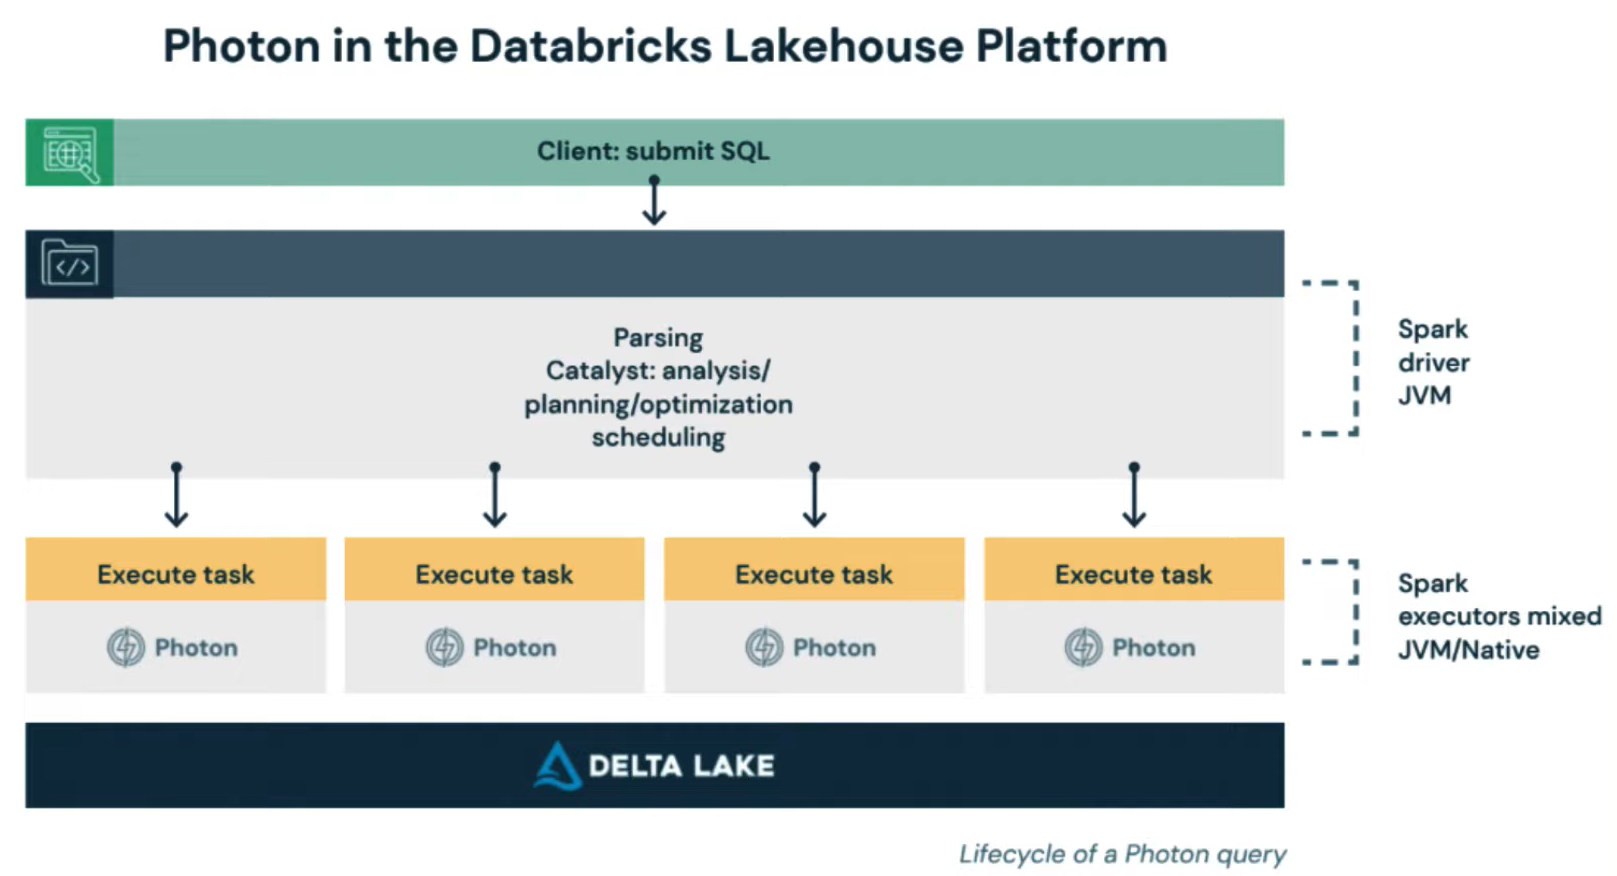 Photon in the Databricks Lakehouse Platform
Client: submit SQL
</>
Parsing
Catalyst: analysis/
planning/optimization
scheduling
Spark
driver
JVM
Execute task
Execute task
Execute task
Execute task
Photon
Photon
Photon
Photon
Spark
executors mixed
JVM/Native
DELTA LAKE
Lifecycle of a Photon query